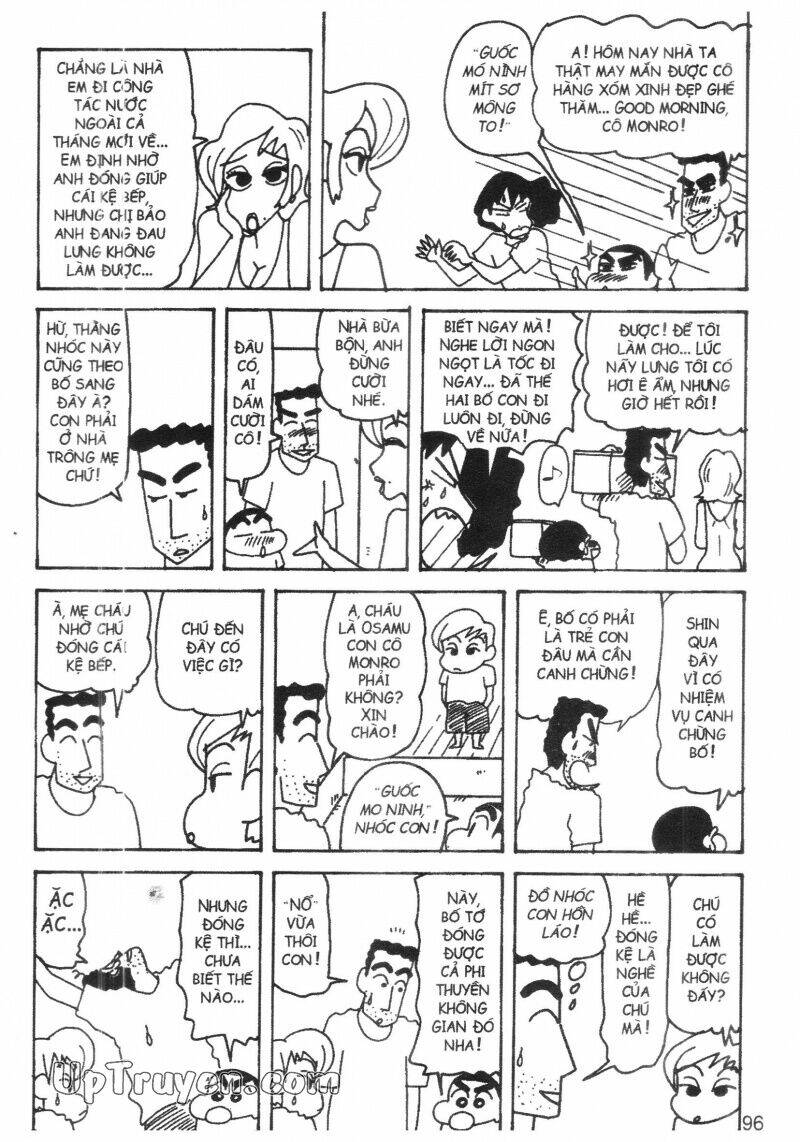 A! HÔM NAY NHÀ TA
THẬT MAY MẮN ĐƯỢC CÔ
HÀNG XÓM XINH ĐẸP GHÉ
THĂM... GOOD MORNING,
CÔ MONRO!
"GUỐC
MÓ NINH
MÍT SƠ
MÔNG
TO!"
CHẲNG LÀ NHÀ
EM ĐI CÔNG
TÁC NƯỚC
NGOÀI CẢ
THÁNG MỚI VỀ...
EM ĐỊNH NHỜ
ANH ĐÓNG GIÚP
CÁI KỆ BẾP,
NHƯNG CHỊ BẢO
ANH ĐANG ĐAU
LƯNG KHÔNG
LÀM ĐƯỢC...
ĐƯỢC! ĐỂ TÔI
LÀM CHO... LÚC
NÃY LƯNG TÔI CÓ
HƠI Ê ẨM, NHƯNG
GIỜ HẾT RỒI!
BIẾT NGAY MÀ!
NGHE LỜI NGON
NGỌT LÀ TỐC ĐI
NGAY... ĐÃ THẾ
HAI BỐ CON ĐI
LUÔN ĐI, ĐỪNG
VỀ NỮA!
NHÀ BỪA
BỘN, ANH
ĐỪNG
CƯỜI
NHÉ.
ĐÂU
CÓ,
AI
DÁM
CƯỜI
CÔ!
HỪ, THẰNG
NHÓC NÀY
CŨNG THEO
BỐ SANG
ĐÂY À?
CON PHẢI
Ở NHÀ
TRÔNG MẸ
CHỨ!
SHIN
QUA
ĐÂY
VÌ CÓ
NHIỆM
VỤ CANH
CHỪNG
BỐ!
Ê, BỐ CÓ PHẢI
LÀ TRẺ CON
ĐÂU MÀ CẦN
CANH CHỪNG!
A, CHÁU
LÀ OSAMU
CON CÔ
MONRO
PHẢI
KHÔNG?
XIN
CHÀO!
"GUỐC
MO NINH,"
NHÓC CON!
CHÚ ĐẾN
ĐÂY CÓ
VIỆC GÌ?
À, MẸ CHÁU
NHỜ CHÚ
ĐÓNG CÁI
KỆ BẾP.
CHÚ
CÓ
LÀM
ĐƯỢC
KHÔNG
ĐẤY?
HỀ
HỀ...
ĐÓNG
KỆ LÀ
NGHỀ
CỦA
CHÚ
MÀ!
ĐỒ NHÓC
CON HỖN
LÁO!
NÀY,
BỐ TỚ
ĐÓNG
ĐƯỢC
CẢ PHI
THUYỀN
KHÔNG
GIAN ĐÓ
NHA!
"NỔ"
VỪA
THÔI
CON!
NHƯNG
ĐÓNG
KỆ THÌ...
CHƯA
BIẾT THẾ
NÀO...
ẶC
ẶC...
UpTruyen.com
96